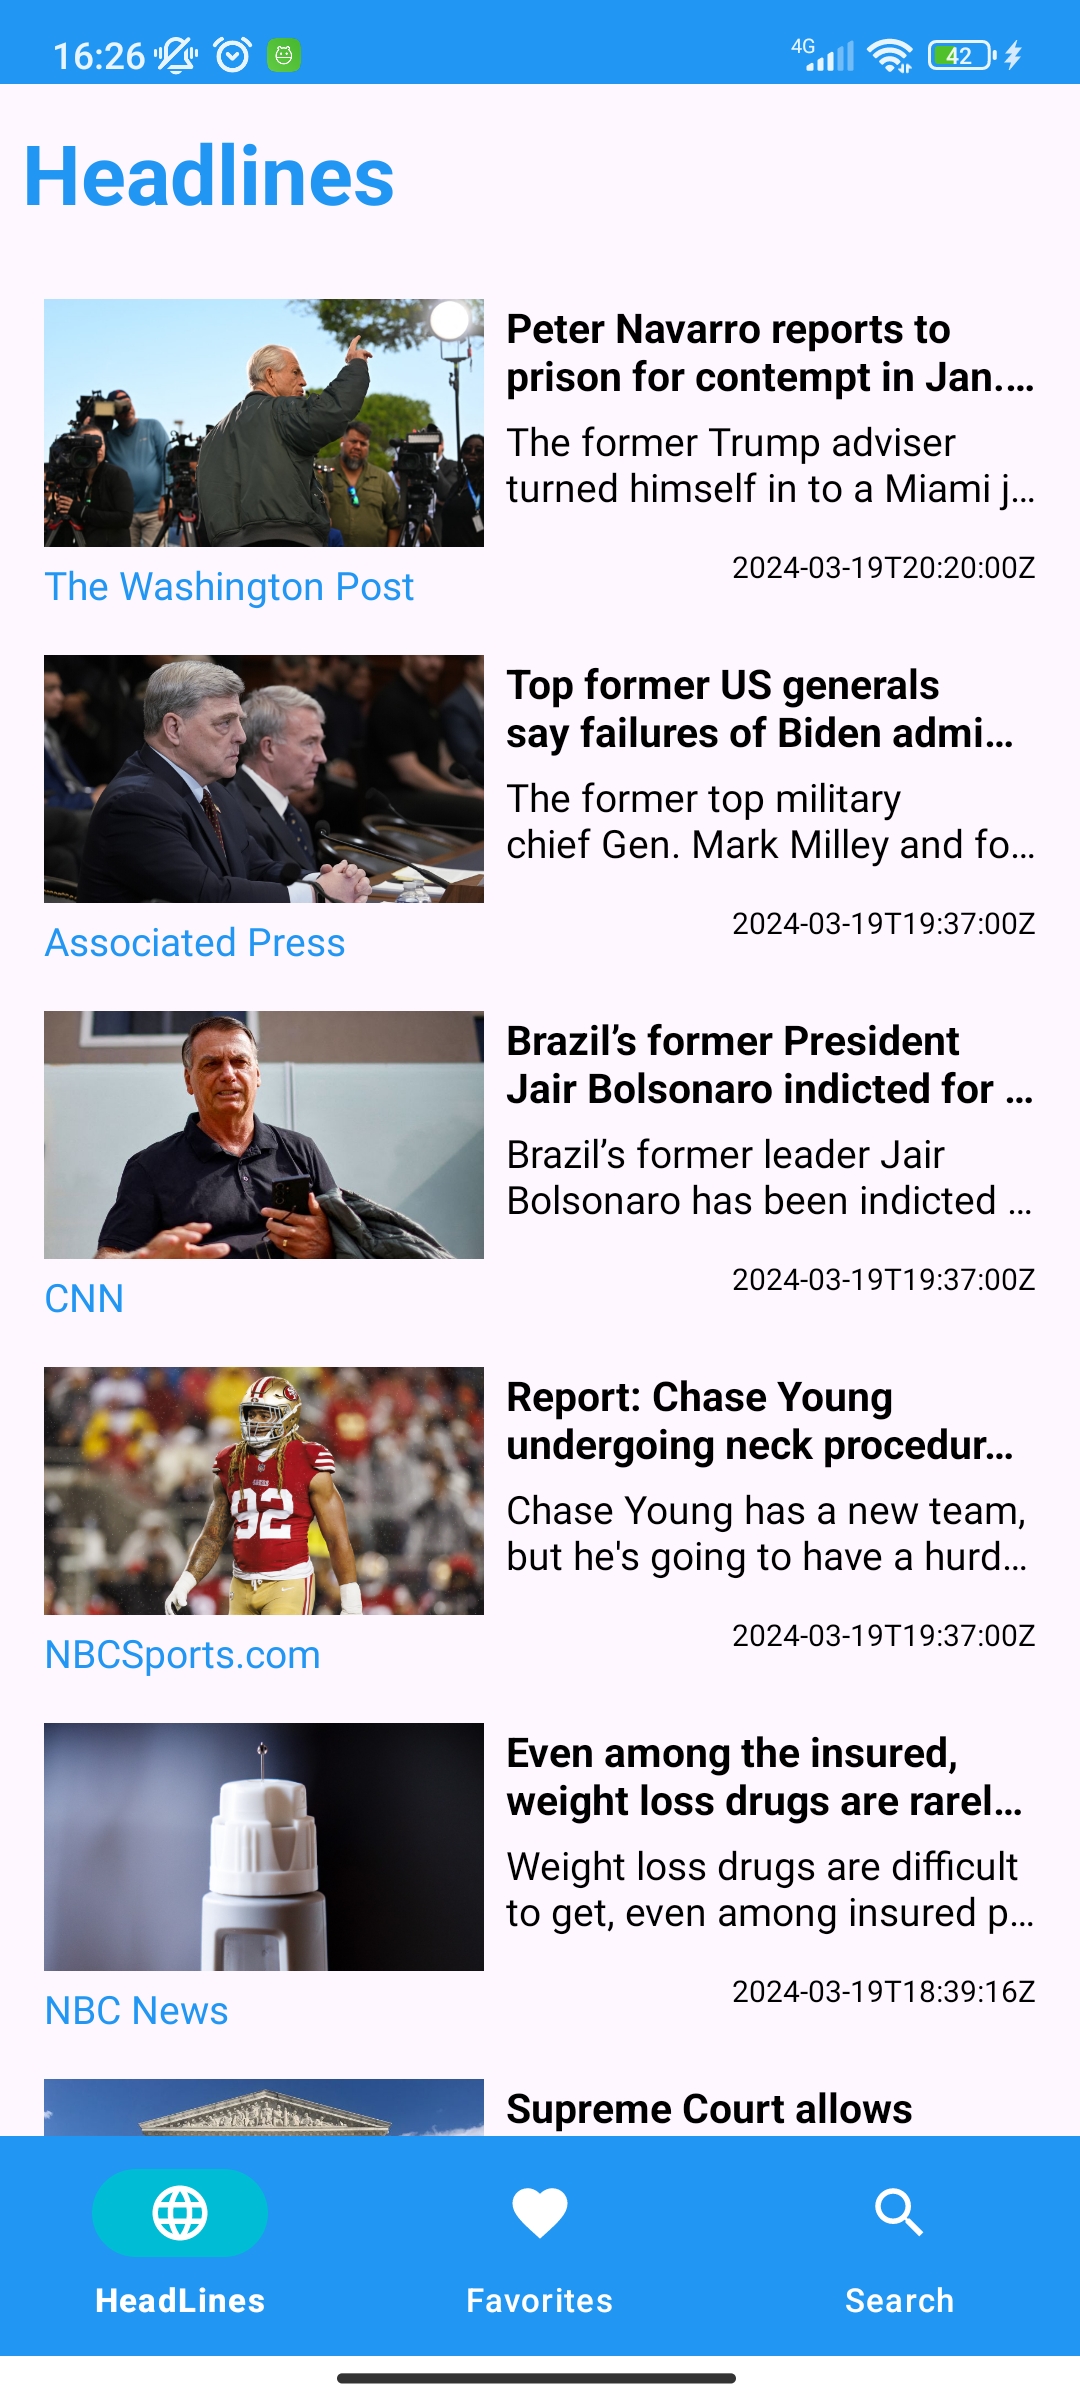 16:26
4G
42
Headlines
Peter Navarro reports to
prison for contempt in Jan.…
The former Trump adviser
turned himself in to a Miami j…
2024-03-19T20:20:00Z
The Washington Post
Top former US generals
say failures of Biden admi…
The former top military
chief Gen. Mark Milley and fo…
2024-03-19T19:37:00Z
Associated Press
Brazil’s former President
Jair Bolsonaro indicted for …
Brazil’s former leader Jair
Bolsonaro has been indicted …
2024-03-19T19:37:00Z
CNN
49ERS
92
Report: Chase Young
undergoing neck procedur…
Chase Young has a new team,
but he's going to have a hurd…
2024-03-19T19:37:00Z
NBCSports.com
Even among the insured,
weight loss drugs are rarel…
Weight loss drugs are difficult
to get, even among insured p…
2024-03-19T18:39:16Z
NBC News
Supreme Court allows
HeadLines
Favorites
Search